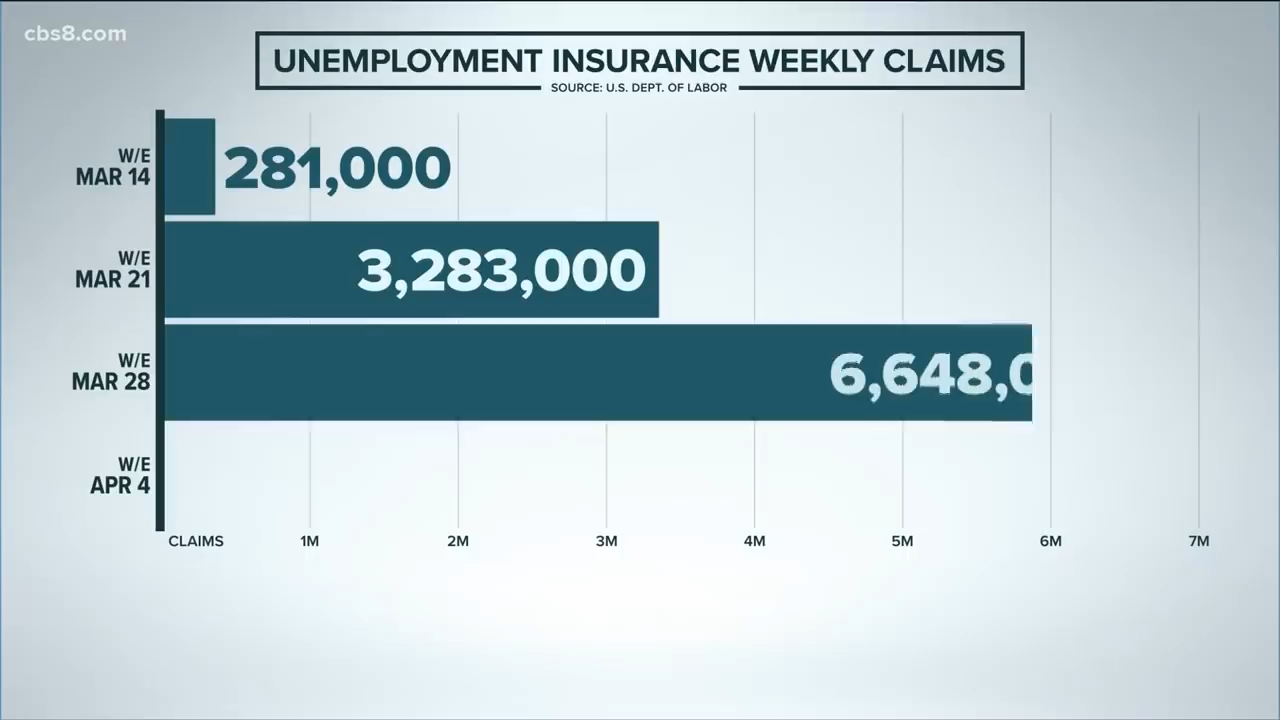 cbs8.com
UNEMPLOYMENT INSURANCE WEEKLY CLAIMS
SOURCE: U.S. DEPT. OF LABOR
W/E
MAR 14
281,000
W/E
MAR 21
3,283,000
W/E
MAR 28
6,648,0
W/E
APR 4
CLAIMS 1M 2M 3M 4M 5M 6M 7M